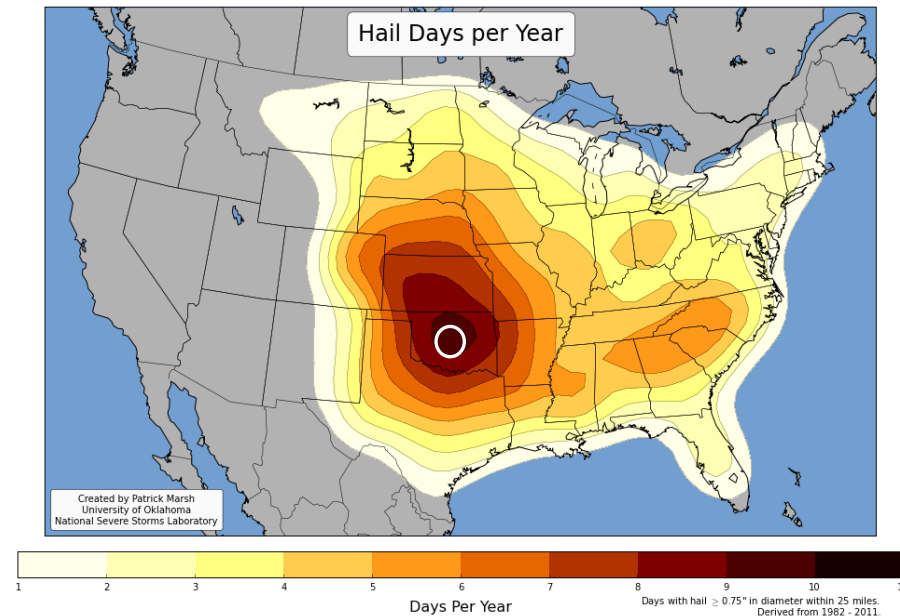 Hail Days per Year
Created by Patrick Marsh
University of Oklahoma
National Severe Storms Laboratory
1 2 3 4 5 6 7 8 9 10
Days Per Year
Days with hail ≥ 0.75" in diameter within 25 miles.
Derived from 1982 - 2011.